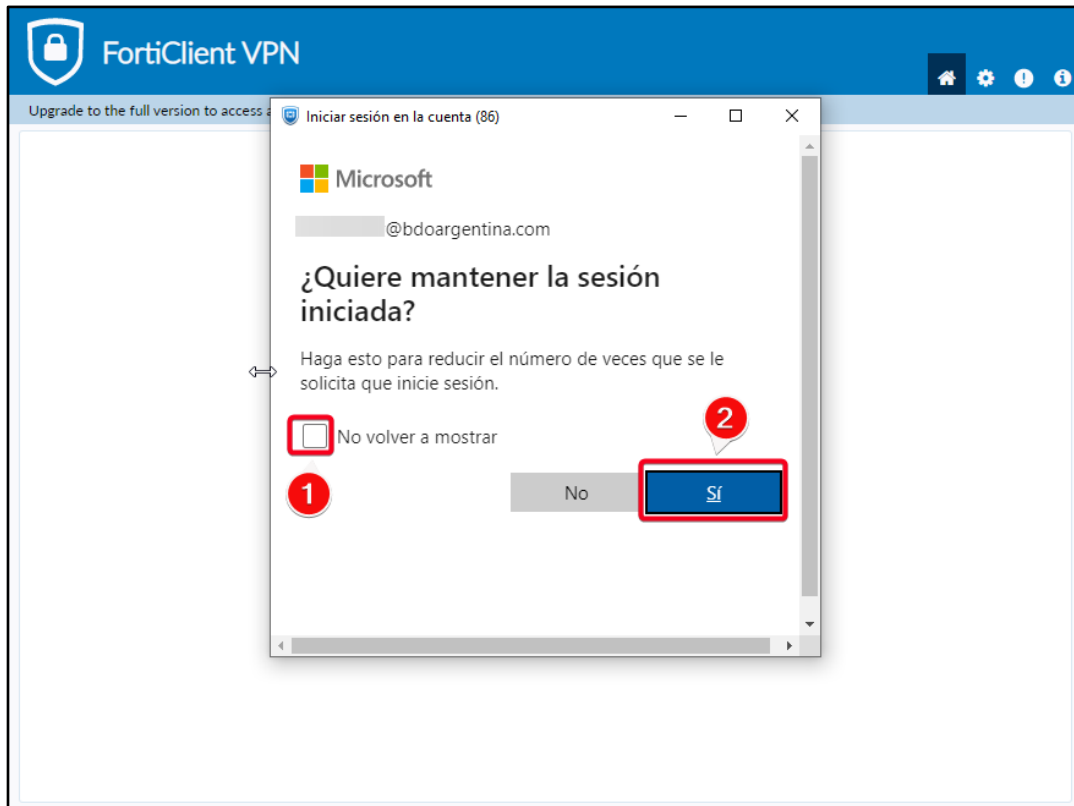 FortiClient VPN
Upgrade to the full version to access
Iniciar sesión en la cuenta (86)
Microsoft
@bdoargentina.com
¿Quiere mantener la sesión
iniciada?
Haga esto para reducir el número de veces que se le
solicita que inicie sesión.
No volver a mostrar
2
1
No
Sí